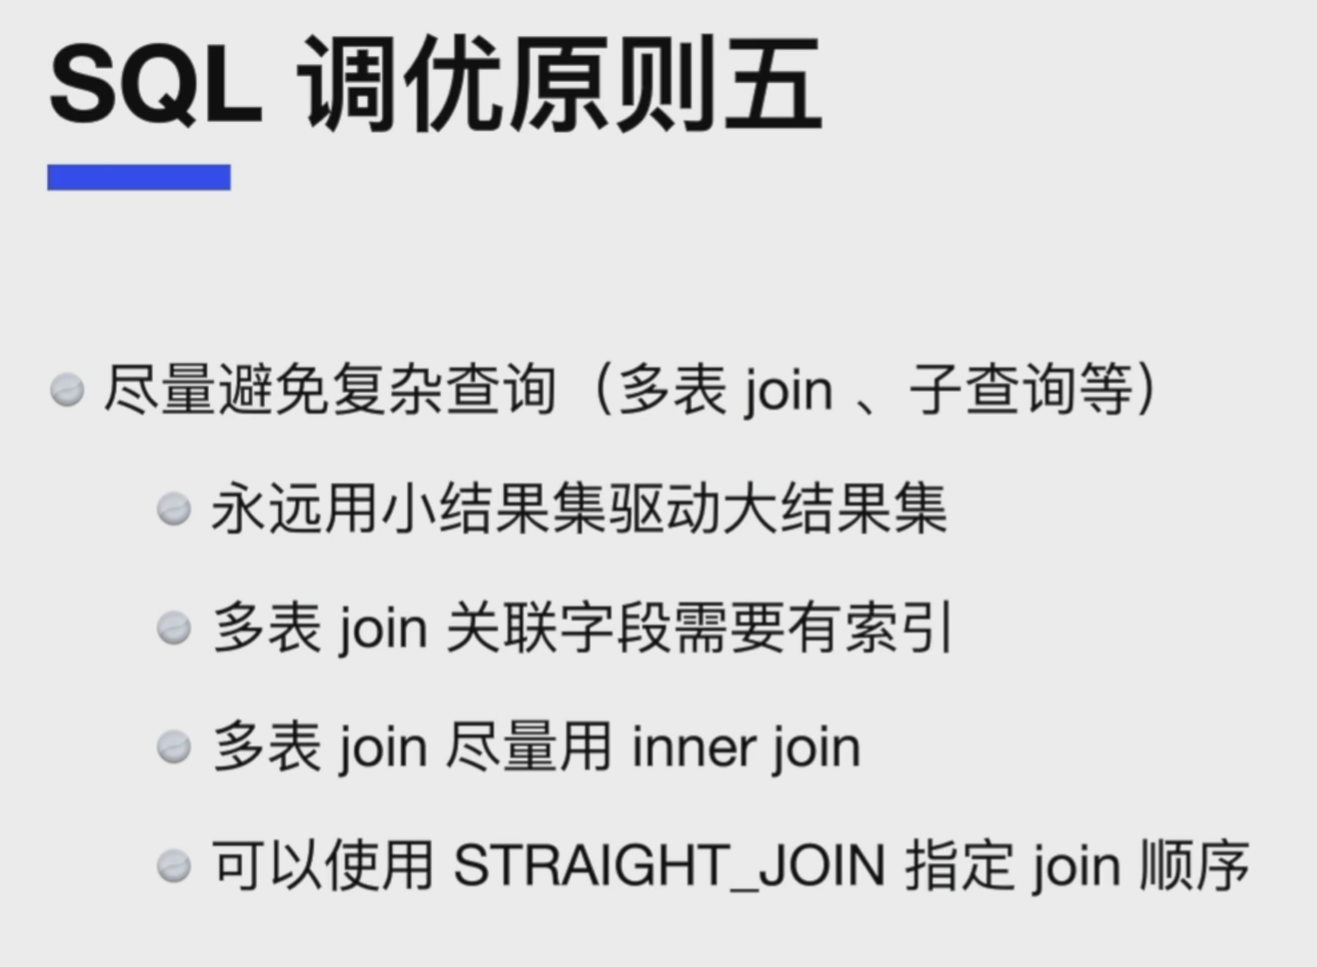 SQL 调优原则五
尽量避免复杂查询（多表 join 、子查询等）
永远用小结果集驱动大结果集
多表 join 关联字段需要有索引
多表 join 尽量用 inner join
可以使用 STRAIGHT_JOIN 指定 join 顺序